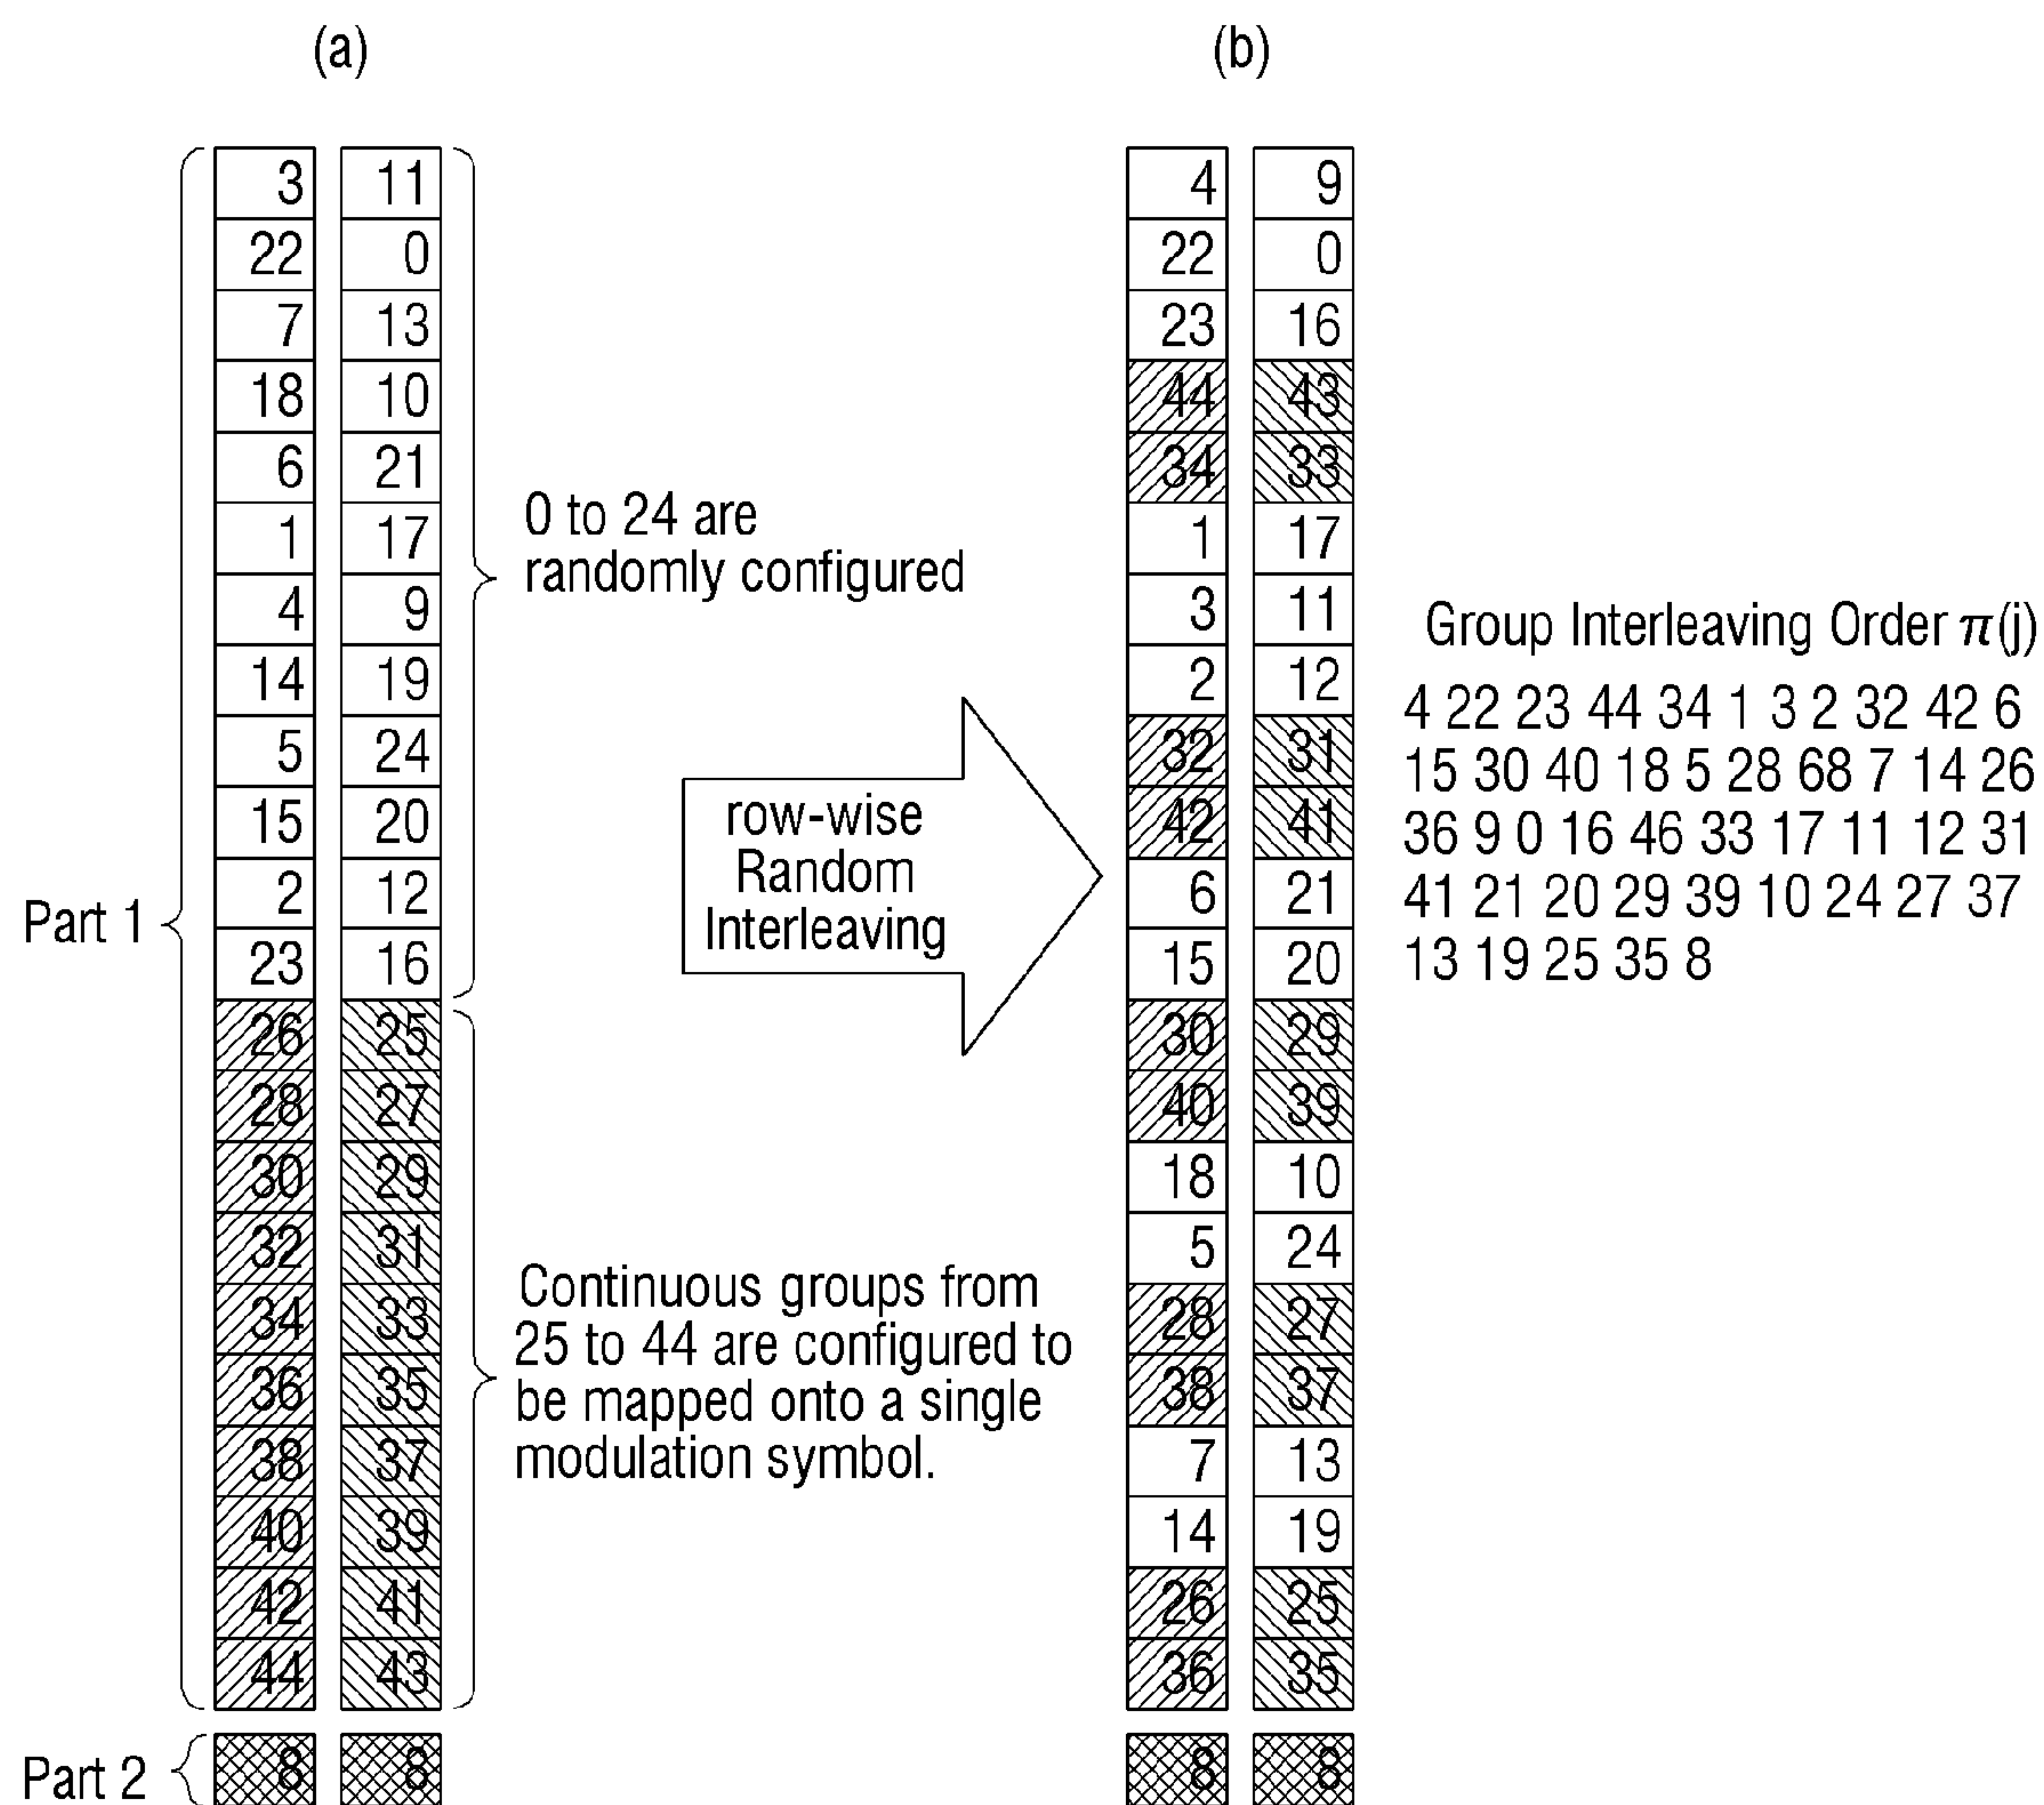 (a)
(b)
3 11
22 0
7 13
18 10
6 21
1 17
4 9
14 19
5 24
15 20
2 12
23 16
26 25
28 27
30 29
32 31
34 33
36 35
38 37
40 39
42 41
44 43
8 8
Part 1
Part 2
0 to 24 are
randomly configured
Continuous groups from
25 to 44 are configured to
be mapped onto a single
modulation symbol.
row-wise
Random
Interleaving
4 9
22 0
23 16
44 43
34 33
1 17
3 11
2 12
32 31
42 41
6 21
15 20
30 29
40 39
18 10
5 24
28 27
38 37
7 13
14 19
26 25
36 35
8 8
Group Interleaving Order π(j)
4 22 23 44 34 1 3 2 32 42 6
15 30 40 18 5 28 68 7 14 26
36 9 0 16 46 33 17 11 12 31
41 21 20 29 39 10 24 27 37
13 19 25 35 8